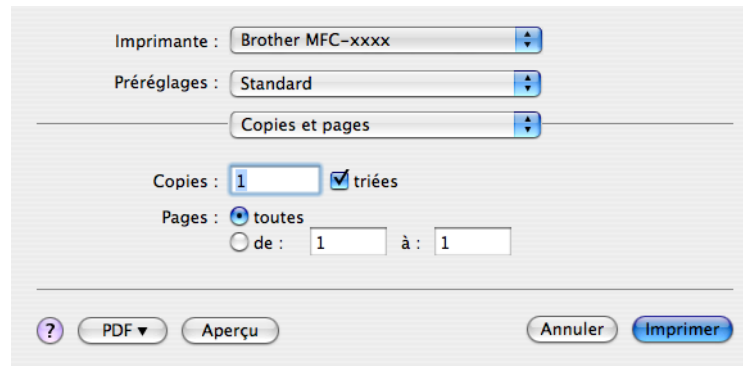 Imprimante : Brother MFC-xxxx
Préréglages : Standard
Copies et pages
Copies : 1 triées
Pages : toutes
de : 1 à : 1
? PDF ▼ Aperçu Annuler Imprimer